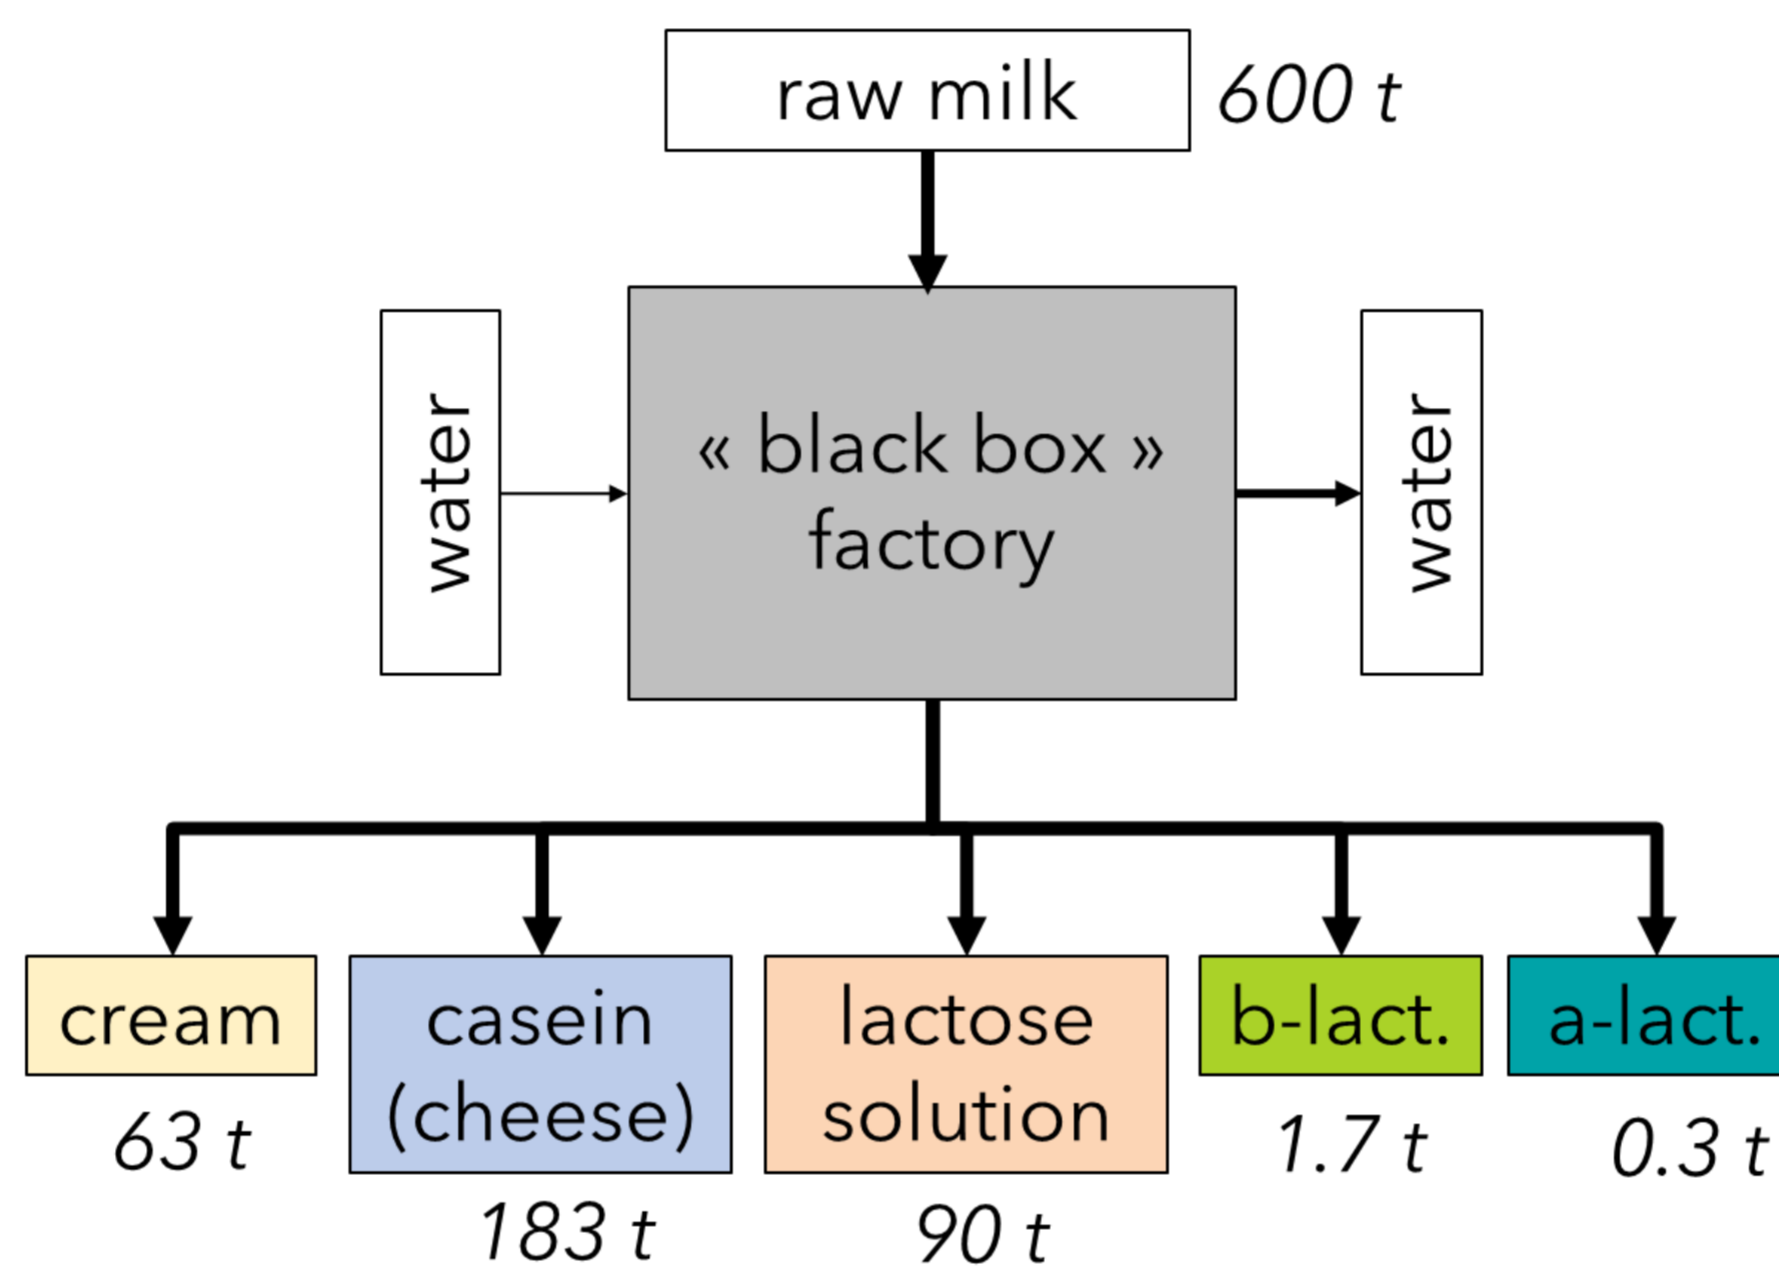 raw milk
600 t
water
« black box »
factory
water
cream
casein
(cheese)
lactose
solution
b-lact.
a-lact.
63 t
183 t
90 t
1.7 t
0.3 t